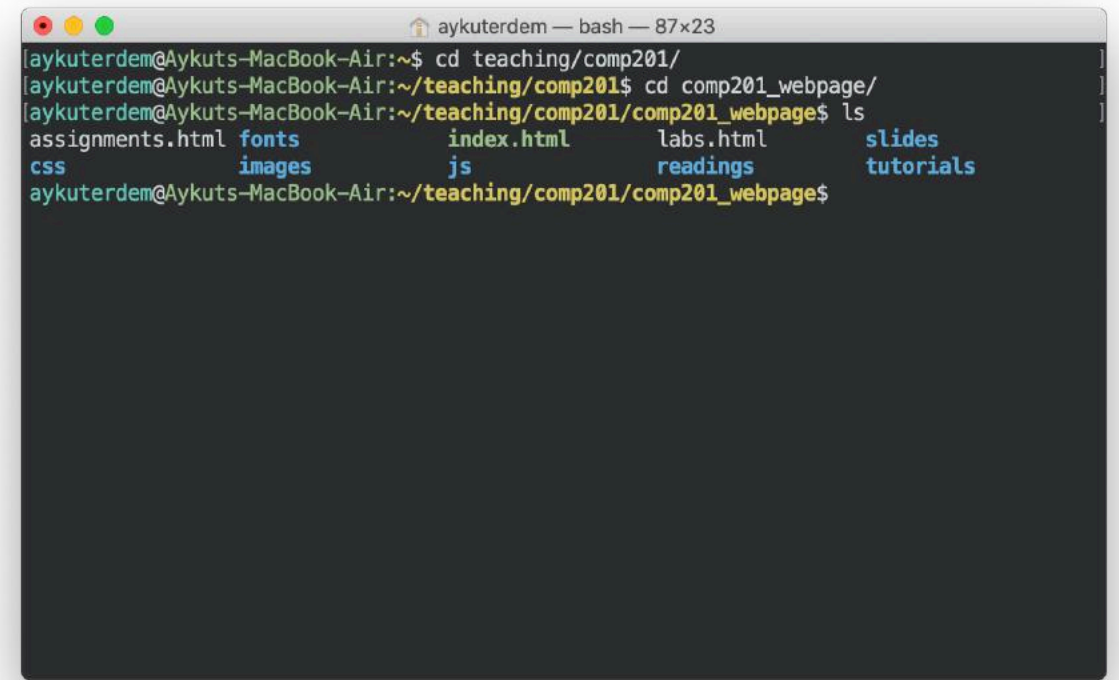 aykuterdem — bash — 87×23
[aykuterdem@Aykuts-MacBook-Air:~$ cd teaching/comp201/ ]
[aykuterdem@Aykuts-MacBook-Air:~/teaching/comp201$ cd comp201_webpage/ ]
[aykuterdem@Aykuts-MacBook-Air:~/teaching/comp201/comp201_webpage$ ls ]
assignments.html fonts index.html labs.html slides
css images js readings tutorials
aykuterdem@Aykuts-MacBook-Air:~/teaching/comp201/comp201_webpage$